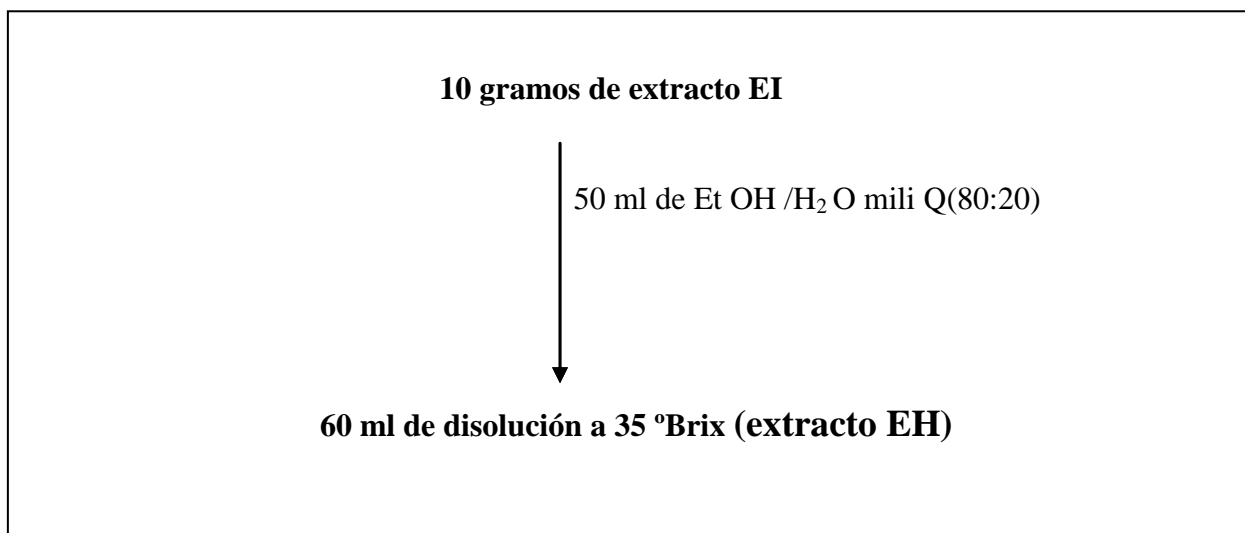 10 gramos de extracto EI
50 ml de Et OH /H₂ O mili Q(80:20)
60 ml de disolución a 35 ºBrix (extracto EH)